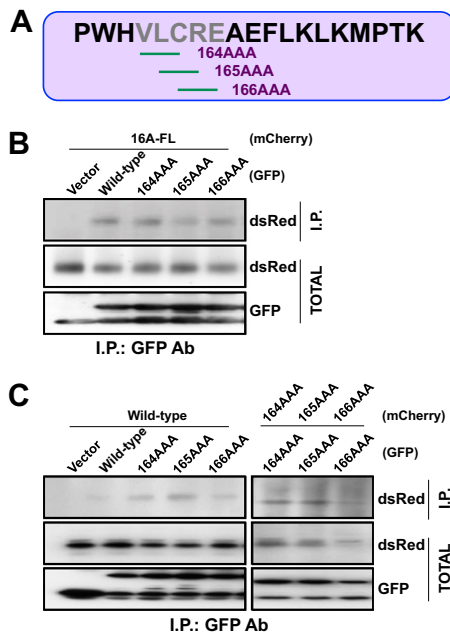 A
PWHVLCREAEFLKLKMPTK
164AAA
165AAA
166AAA
B
16A-FL (mCherry)
Vector Wild-type 164AAA 165AAA 166AAA (GFP)
dsRed I.P.
dsRed
GFP
TOTAL
I.P.: GFP Ab
C
Wild-type 164AAA 165AAA 166AAA (mCherry)
Vector Wild-type 164AAA 165AAA 166AAA 164AAA 165AAA 166AAA (GFP)
dsRed I.P.
dsRed
GFP
TOTAL
I.P.: GFP Ab